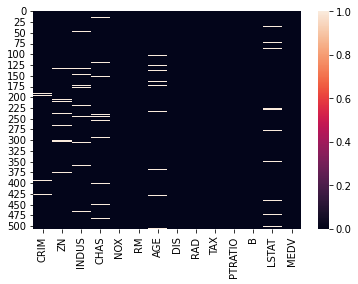 0
25
50
75
100
125
150
175
200
225
250
275
300
325
350
375
400
425
450
475
500
CRIM
ZN
INDUS
CHAS
NOX
RM
AGE
DIS
RAD
TAX
PTRATIO
B
LSTAT
MEDV
1.0
0.8
0.6
0.4
0.2
0.0